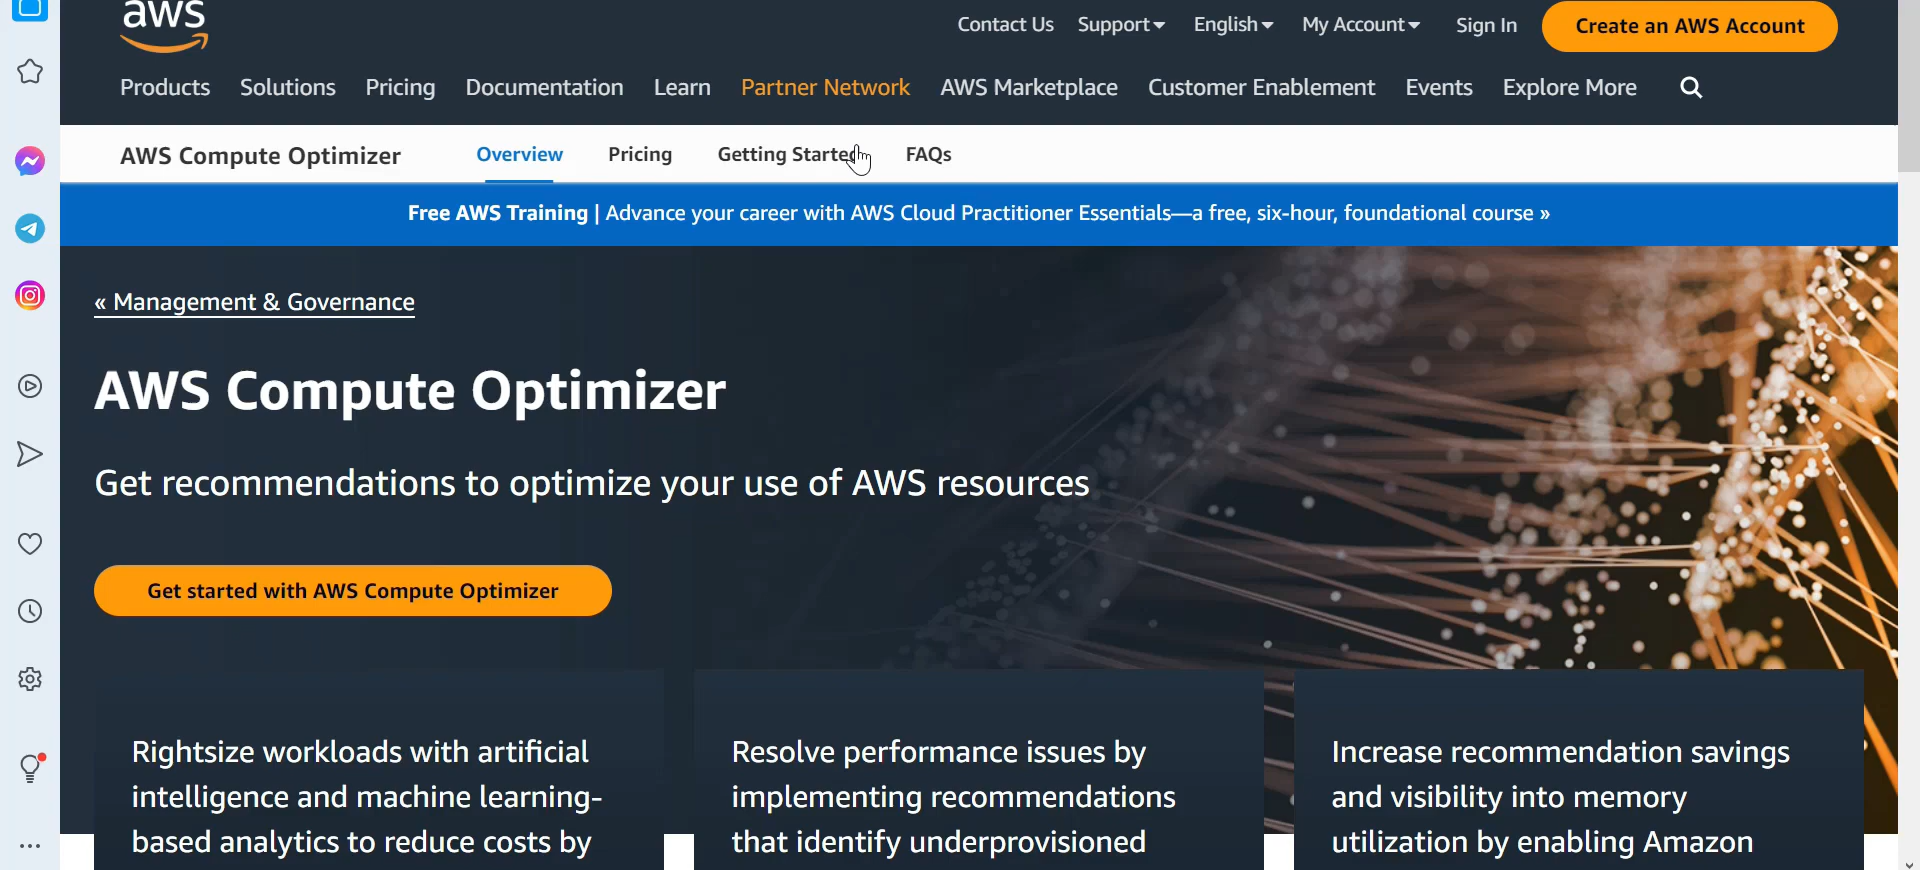 aws
Contact Us Support English My Account Sign In Create an AWS Account
Products Solutions Pricing Documentation Learn Partner Network AWS Marketplace Customer Enablement Events Explore More
AWS Compute Optimizer Overview Pricing Getting Started FAQs
Free AWS Training | Advance your career with AWS Cloud Practitioner Essentials—a free, six-hour, foundational course »
« Management & Governance
AWS Compute Optimizer
Get recommendations to optimize your use of AWS resources
Get started with AWS Compute Optimizer
Rightsize workloads with artificial
intelligence and machine learning-
based analytics to reduce costs by
Resolve performance issues by
implementing recommendations
that identify underprovisioned
Increase recommendation savings
and visibility into memory
utilization by enabling Amazon